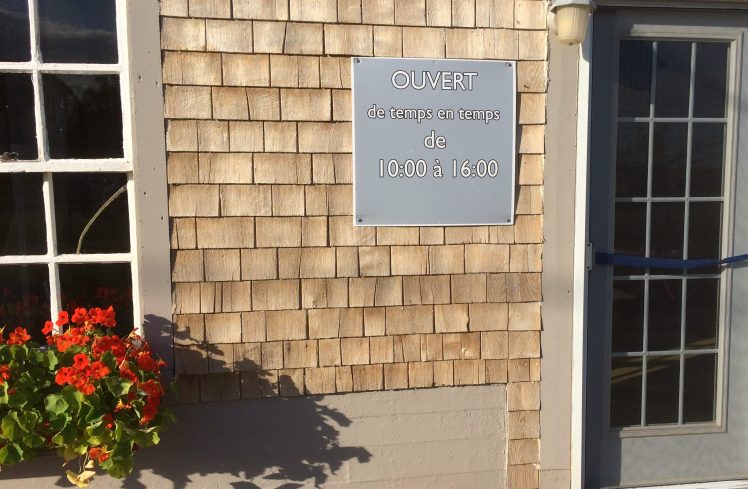 OUVERT
de temps en temps
de
10:00 à 16:00